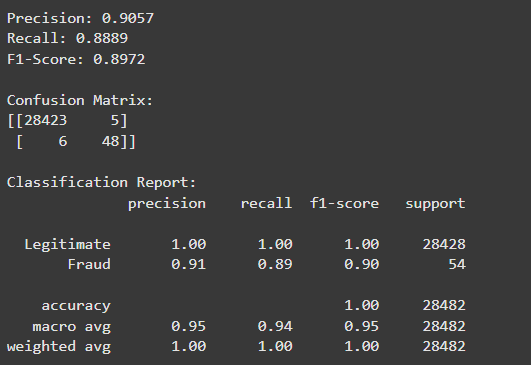 Precision: 0.9057
Recall: 0.8889
F1-Score: 0.8972
Confusion Matrix:
[[28423     5]
 [    6    48]]
Classification Report:
              precision    recall  f1-score   support
  Legitimate       1.00      1.00      1.00     28428
       Fraud       0.91      0.89      0.90        54
    accuracy                           1.00     28482
   macro avg       0.95      0.94      0.95     28482
weighted avg       1.00      1.00      1.00     28482